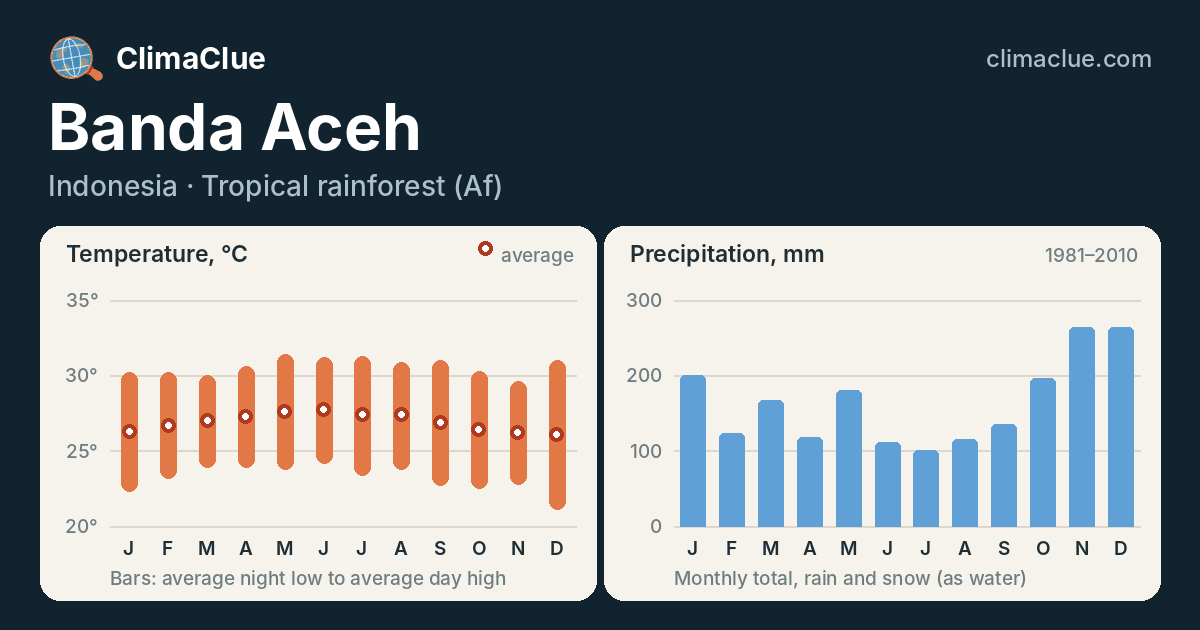 ClimaClue
climaclue.com
Banda Aceh
Indonesia · Tropical rainforest (Af)
Temperature, °C
average
35°
30°
25°
20°
J F M A M J J A S O N D
Bars: average night low to average day high
Precipitation, mm
1981–2010
300
200
100
0
J F M A M J J A S O N D
Monthly total, rain and snow (as water)